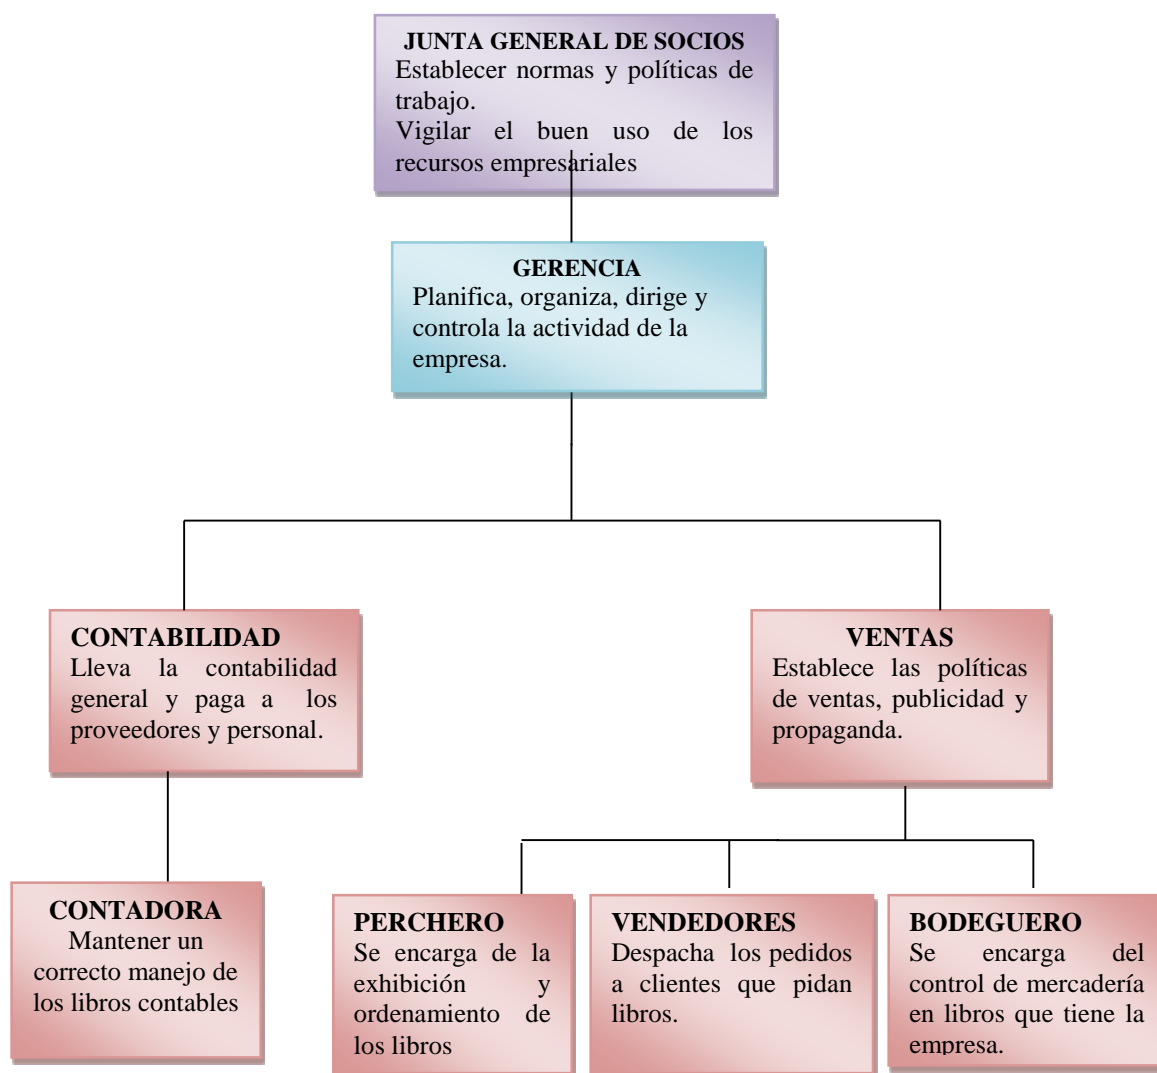 JUNTA GENERAL DE SOCIOS
Establecer normas y políticas de
trabajo.
Vigilar el buen uso de los
recursos empresariales
GERENCIA
Planifica, organiza, dirige y
controla la actividad de la
empresa.
CONTABILIDAD
Lleva la contabilidad
general y paga a los
proveedores y personal.
VENTAS
Establece las políticas
de ventas, publicidad y
propaganda.
CONTADORA
Mantener un
correcto manejo de
los libros contables
PERCHERO
Se encarga de la
exhibición y
ordenamiento de
los libros
VENDEDORES
Despacha los pedidos
a clientes que pidan
libros.
BODEGUERO
Se encarga del
control de mercadería
en libros que tiene la
empresa.